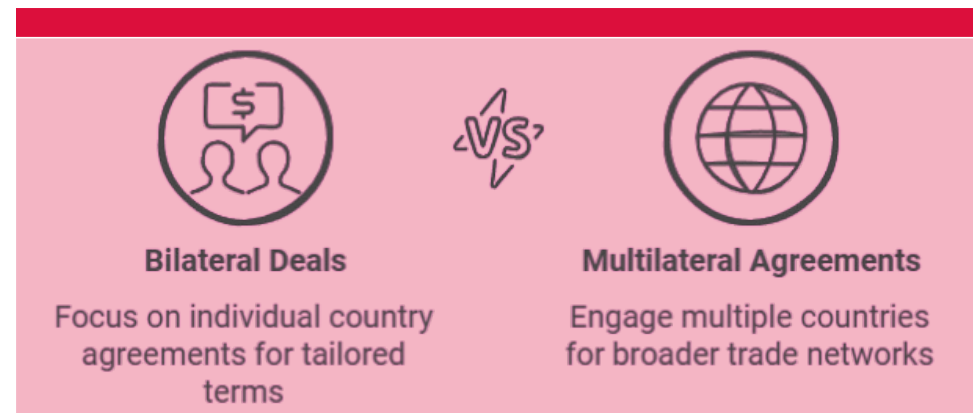 $
VS
Bilateral Deals
Focus on individual country
agreements for tailored
terms
Multilateral Agreements
Engage multiple countries
for broader trade networks